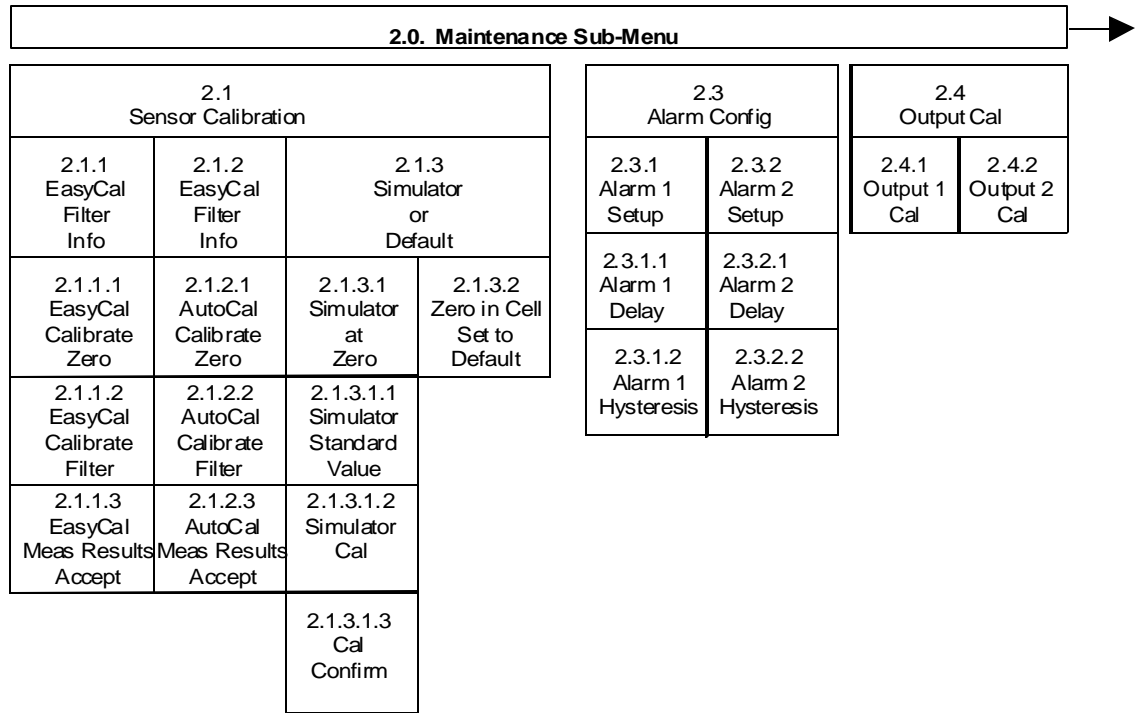 2.0. Maintenance Sub-Menu
2.1
Sensor Calibration
2.1.1
EasyCal
Filter
Info
2.1.2
EasyCal
Filter
Info
2.1.3
Simulator
or
Default
2.1.1.1
EasyCal
Calibrate
Zero
2.1.2.1
AutoCal
Calibrate
Zero
2.1.3.1
Simulator
at
Zero
2.1.3.2
Zero in Cell
Set to
Default
2.1.1.2
EasyCal
Calibrate
Filter
2.1.2.2
AutoCal
Calibrate
Filter
2.1.3.1.1
Simulator
Standard
Value
2.1.1.3
EasyCal
Meas Results
Accept
2.1.2.3
AutoCal
Meas Results
Accept
2.1.3.1.2
Simulator
Cal
2.1.3.1.3
Cal
Confirm
2.3
Alarm Config
2.3.1
Alarm 1
Setup
2.3.2
Alarm 2
Setup
2.3.1.1
Alarm 1
Delay
2.3.2.1
Alarm 2
Delay
2.3.1.2
Alarm 1
Hysteresis
2.3.2.2
Alarm 2
Hysteresis
2.4
Output Cal
2.4.1
Output 1
Cal
2.4.2
Output 2
Cal